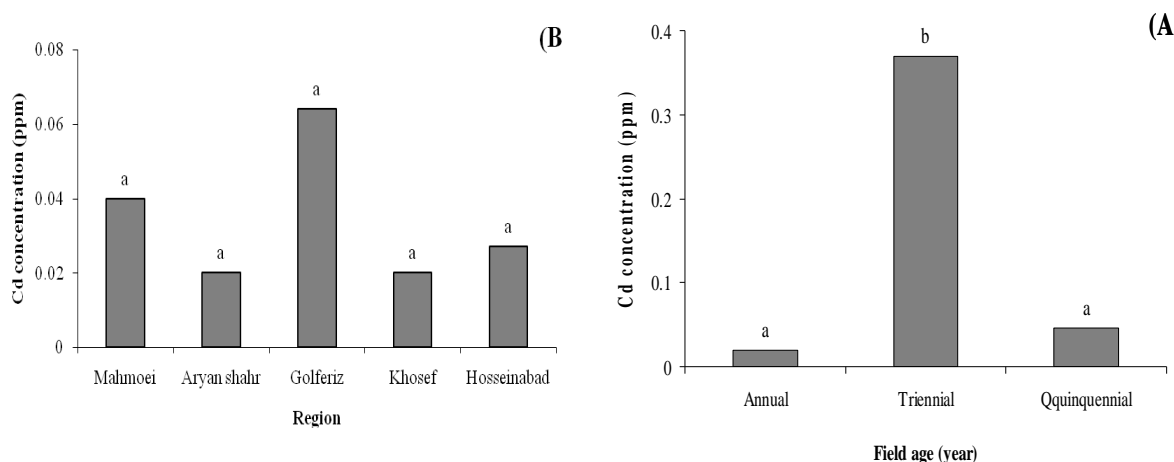 (B
Cd concentration (ppm)
0.08
0.06
0.04
0.02
0
a
a
a
a
a
Mahmoei
Aryan shahr
Golferiz
Khosef
Hosseinabad
Region
(A
Cd concentration (ppm)
0.4
0.3
0.2
0.1
0
a
b
a
Annual
Triennial
Qquinquennial
Field age (year)